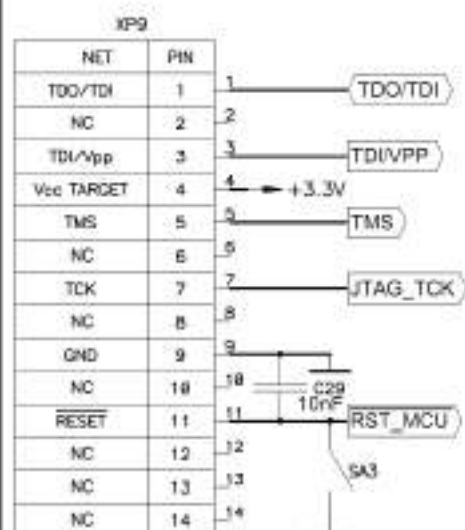 XP9
NET PIN
TDO/TDI 1 1 TDO/TDI
NC 2 2
TDI/Vpp 3 3 TDI/VPP
Vcc TARGET 4 4 +3.3V
TMS 5 5 TMS
NC 6 6
TCK 7 7 JTAG_TCK
NC 8 8
GND 9 9
NC 10 10 C29
10nF
RESET 11 11 RST_MCU
NC 12 12
NC 13 13 SA3
NC 14 14